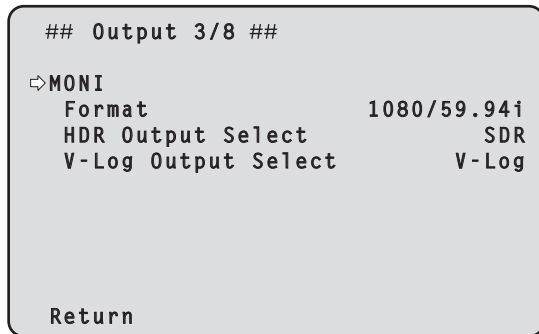 ## Output 3/8 ##
⇨MONI
Format 1080/59.94i
HDR Output Select SDR
V-Log Output Select V-Log
Return